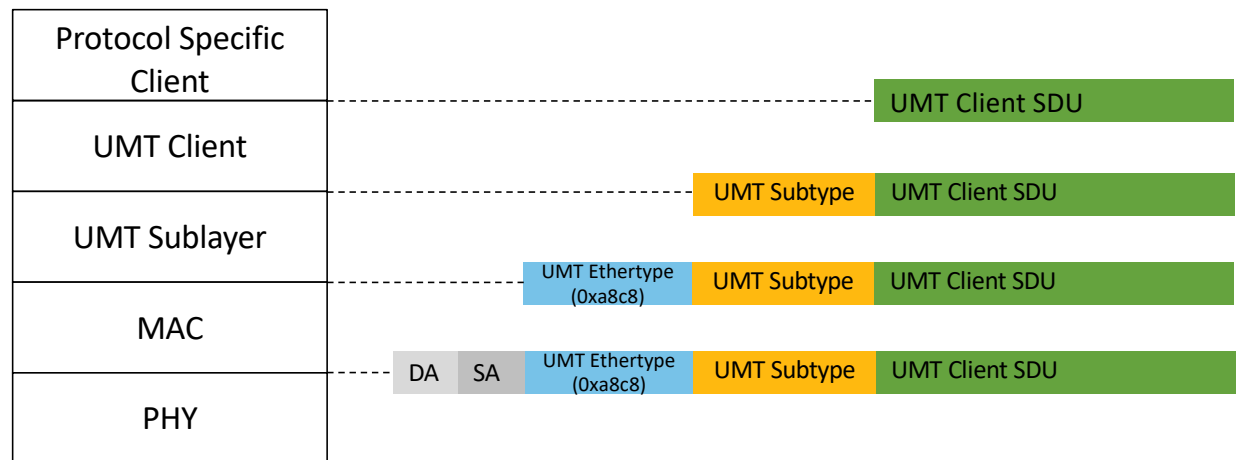 Protocol Specific
Client
UMT Client SDU
UMT Client
UMT Subtype UMT Client SDU
UMT Sublayer
UMT Ethertype
(0xa8c8)
UMT Subtype UMT Client SDU
MAC
DA SA UMT Ethertype
(0xa8c8)
UMT Subtype UMT Client SDU
PHY